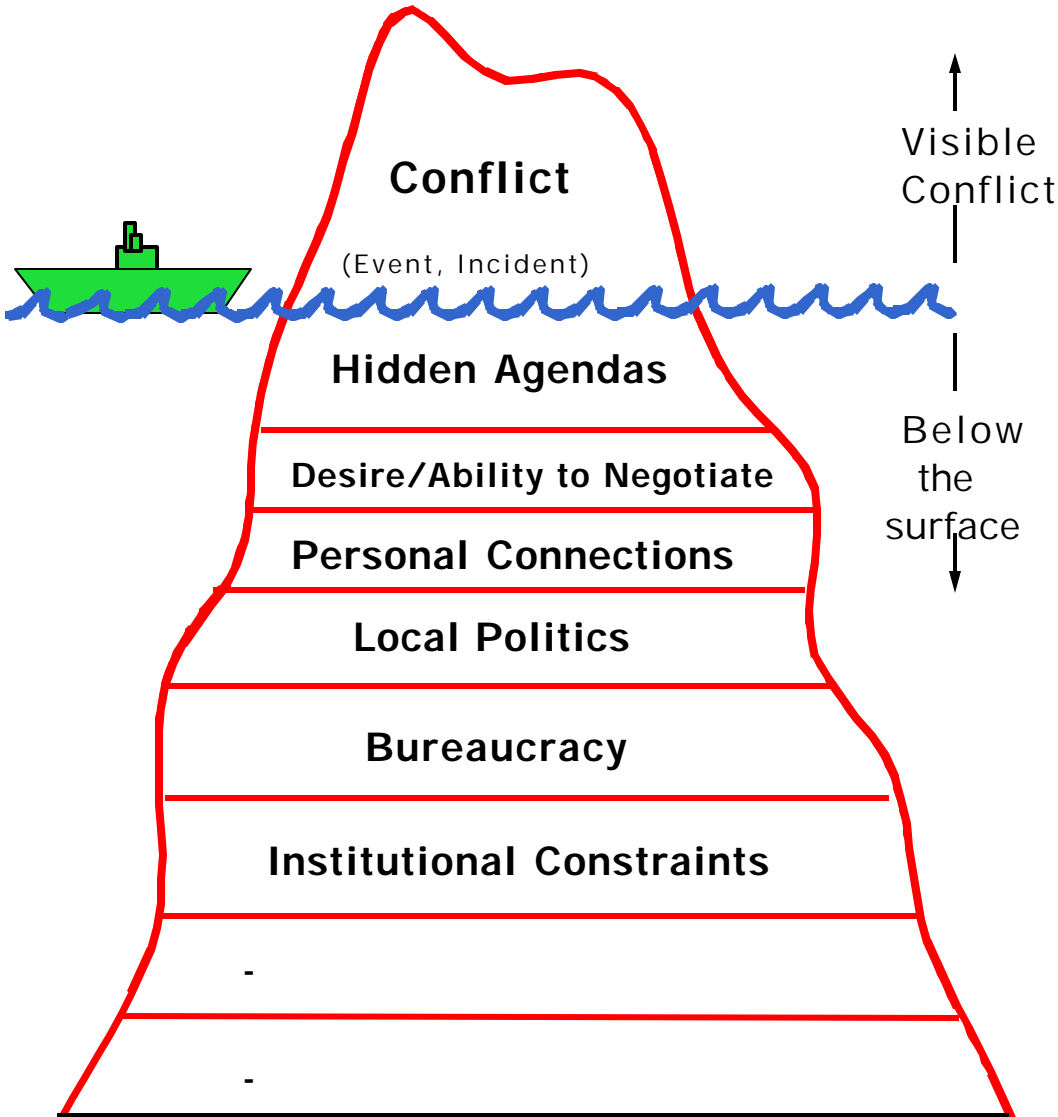 Conflict
(Event, Incident)
Visible
Conflict
Hidden Agendas
Desire/Ability to Negotiate
Personal Connections
Local Politics
Below
the
surface
Bureaucracy
Institutional Constraints
-
-